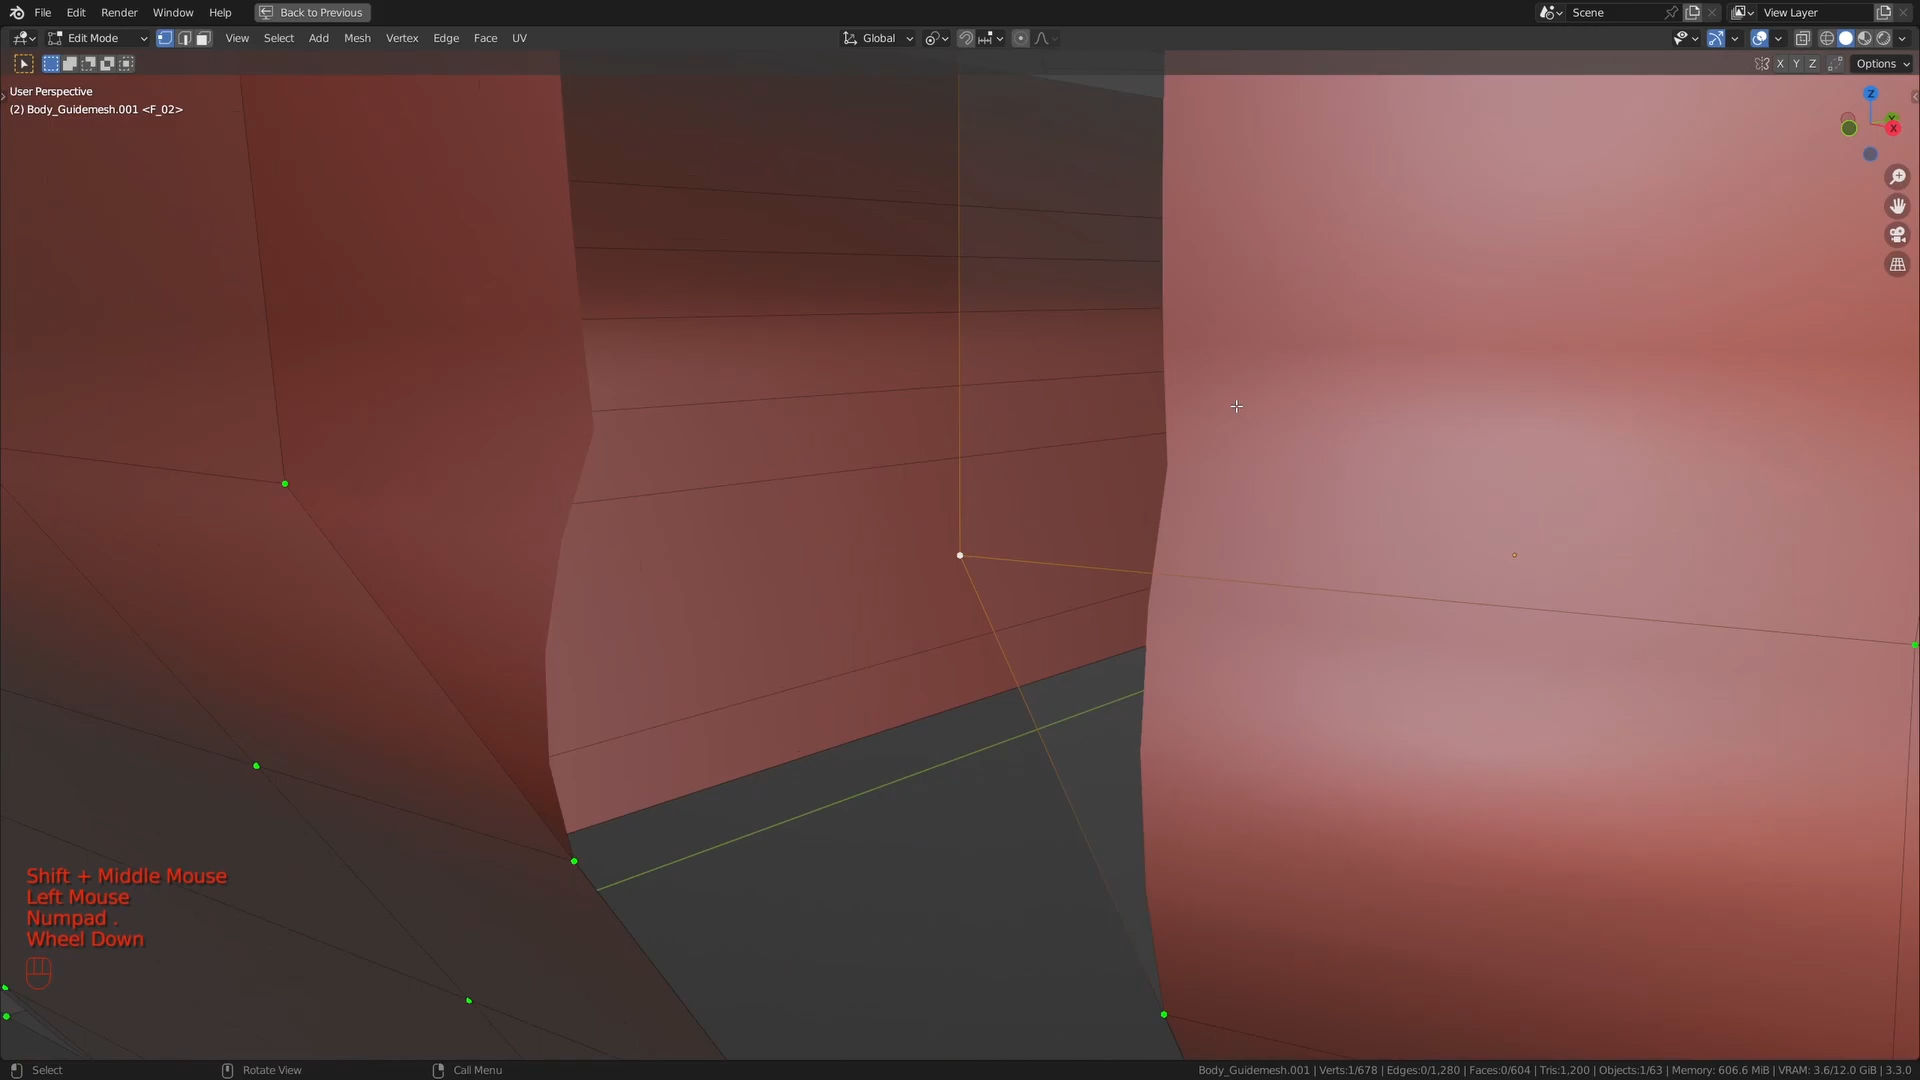 File Edit Render Window Help Back to Previous Scene View Layer
Edit Mode View Select Add Mesh Vertex Edge Face UV Global
X Y Z Options
User Perspective
(2) Body_Guidemesh.001 <F_02>
Z
Y
X
Shift + Middle Mouse
Left Mouse
Numpad .
Wheel Down
Select Rotate View Call Menu Body_Guidemesh.001 | Verts:1/678 | Edges:0/1,280 | Faces:0/604 | Tris:1,200 | Objects:1/63 | Memory: 606.6 MiB | VRAM: 3.6/12.0 GiB | 3.3.0